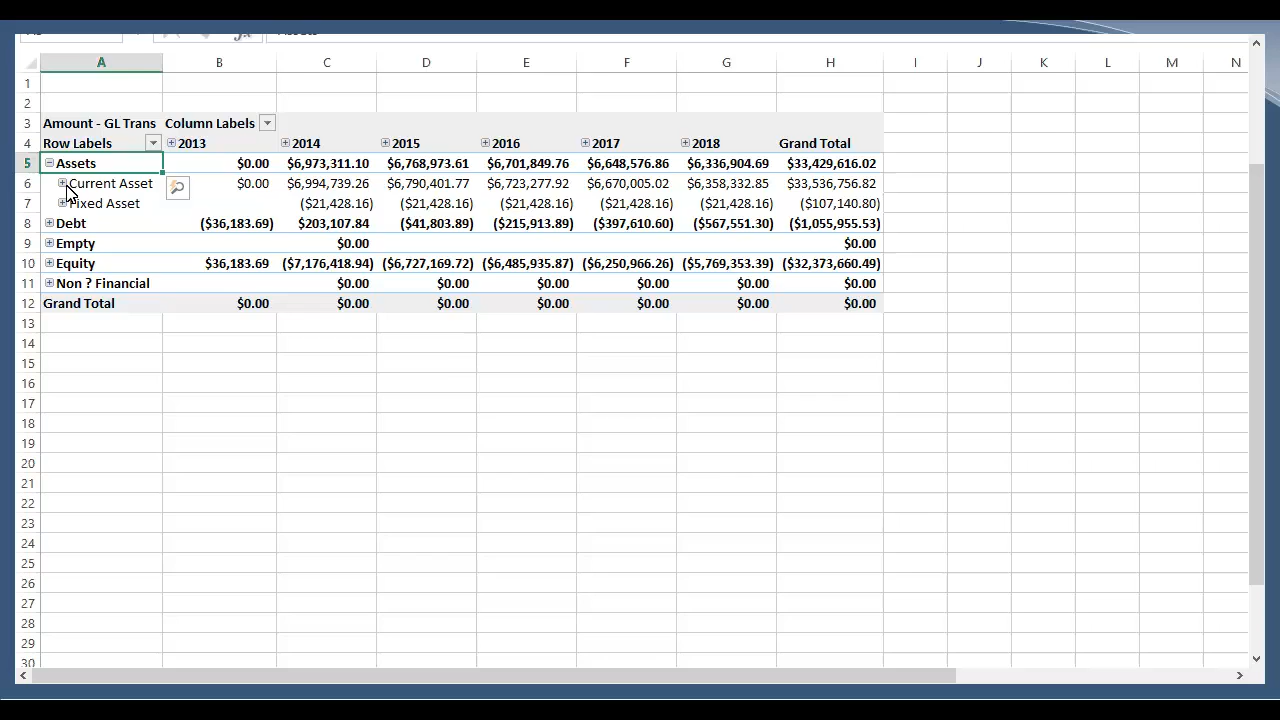 A B C D E F G H I J K L M N
1
2
3 Amount - GL Trans Column Labels
4 Row Labels 2013 2014 2015 2016 2017 2018 Grand Total
5 Assets $0.00 $6,973,311.10 $6,768,973.61 $6,701,849.76 $6,648,576.86 $6,336,904.69 $33,429,616.02
6 Current Asset $0.00 $6,994,739.26 $6,790,401.77 $6,723,277.92 $6,670,005.02 $6,358,332.85 $33,536,756.82
7 Fixed Asset ($21,428.16) ($21,428.16) ($21,428.16) ($21,428.16) ($21,428.16) ($107,140.80)
8 Debt ($36,183.69) $203,107.84 ($41,803.89) ($215,913.89) ($397,610.60) ($567,551.30) ($1,055,955.53)
9 Empty $0.00 $0.00
10 Equity $36,183.69 ($7,176,418.94) ($6,727,169.72) ($6,485,935.87) ($6,250,966.26) ($5,769,353.39) ($32,373,660.49)
11 Non ? Financial $0.00 $0.00 $0.00 $0.00 $0.00 $0.00
12 Grand Total $0.00 $0.00 $0.00 $0.00 $0.00 $0.00 $0.00
13
14
15
16
17
18
19
20
21
22
23
24
25
26
27
28
29
30